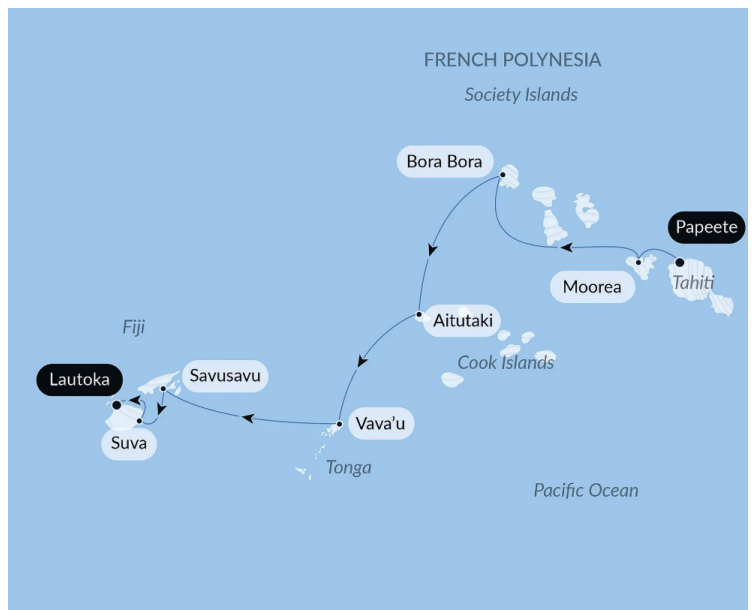 FRENCH POLYNESIA
Society Islands
Bora Bora
Papeete
Moorea
Tahiti
Aitutaki
Fiji
Cook Islands
Savusavu
Lautoka
Vava'u
Suva
Tonga
Pacific Ocean